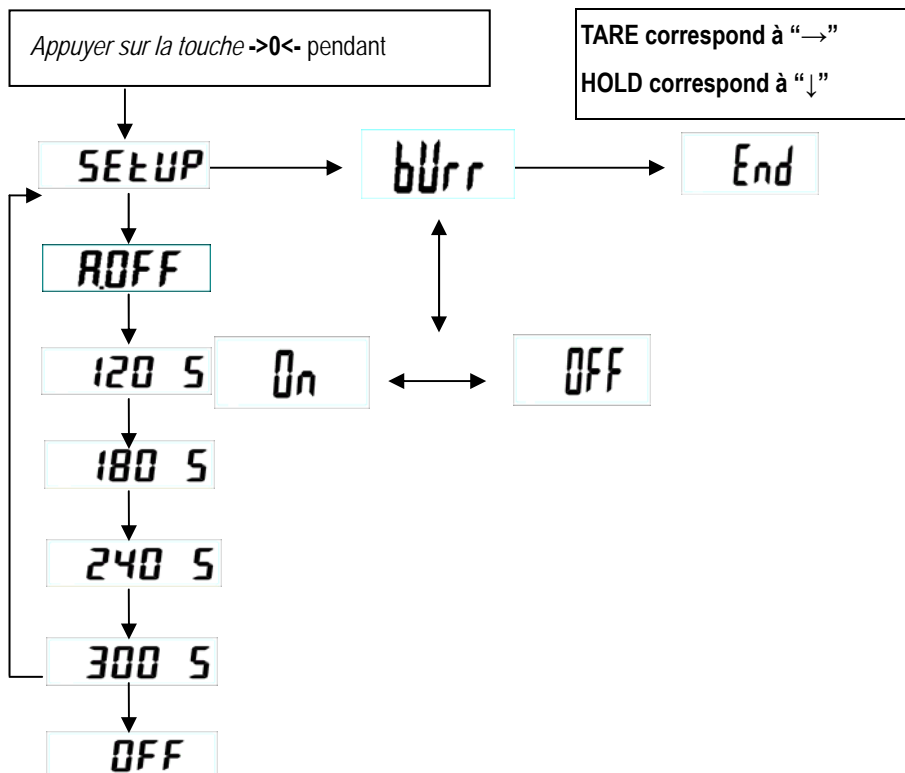 Appuyer sur la touche ->0<- pendant
TARE correspond à “→”
HOLD correspond à “↓”
SEtUP
bUrr
End
A.OFF
120 S
On
OFF
180 S
240 S
300 S
OFF